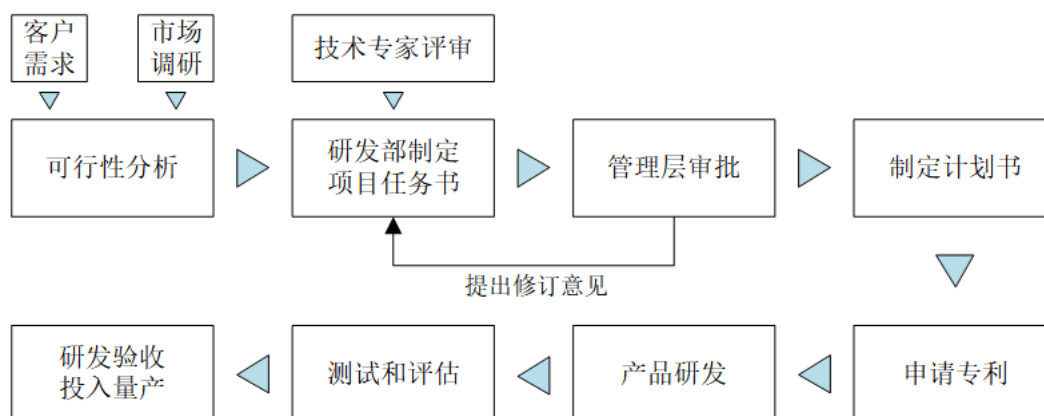 客户
需求
市场
调研
技术专家评审
可行性分析
研发部制定
项目任务书
管理层审批
制定计划书
提出修订意见
研发验收
投入量产
测试和评估
产品研发
申请专利